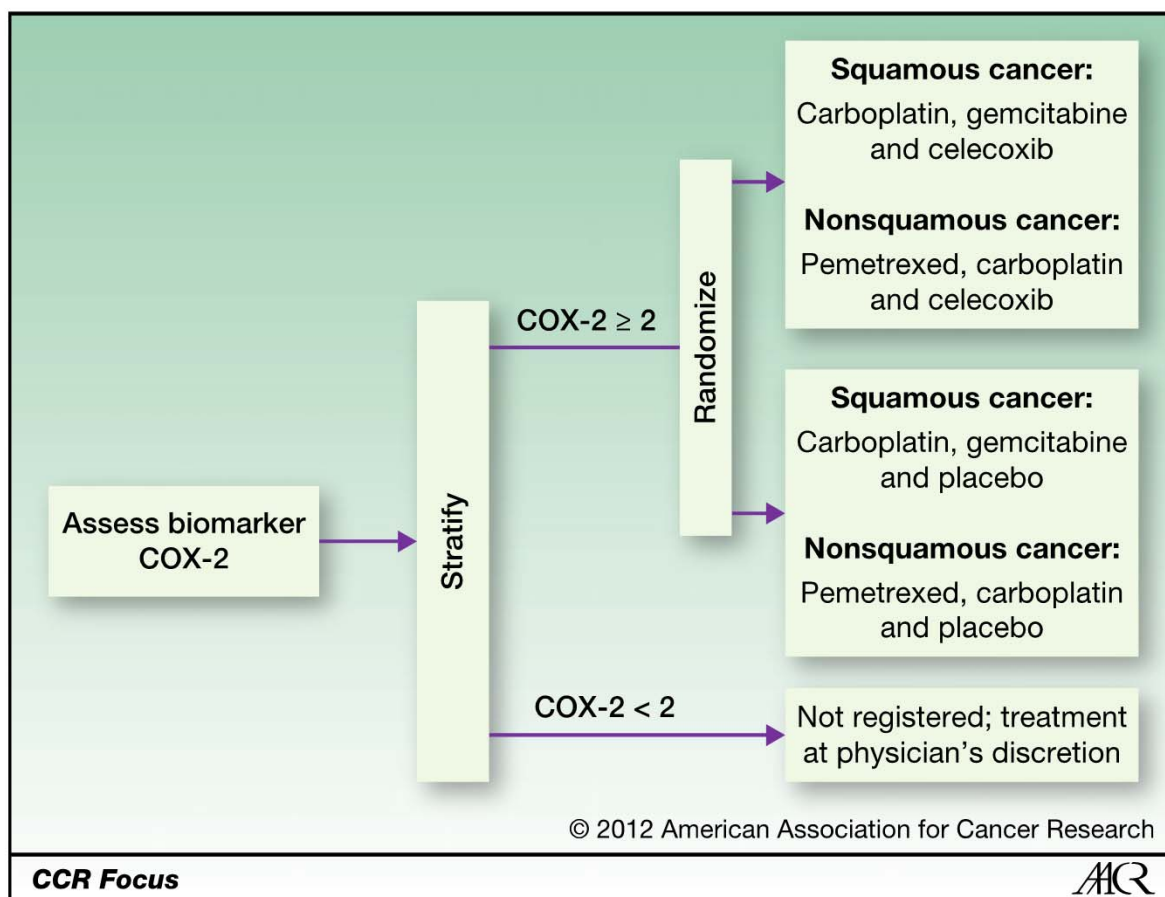 Assess biomarker
COX-2
Stratify
COX-2 ≥ 2
COX-2 < 2
Randomize
Squamous cancer:
Carboplatin, gemcitabine
and celecoxib
Nonsquamous cancer:
Pemetrexed, carboplatin
and celecoxib
Squamous cancer:
Carboplatin, gemcitabine
and placebo
Nonsquamous cancer:
Pemetrexed, carboplatin
and placebo
Not registered; treatment
at physician’s discretion
© 2012 American Association for Cancer Research
CCR Focus
AACR